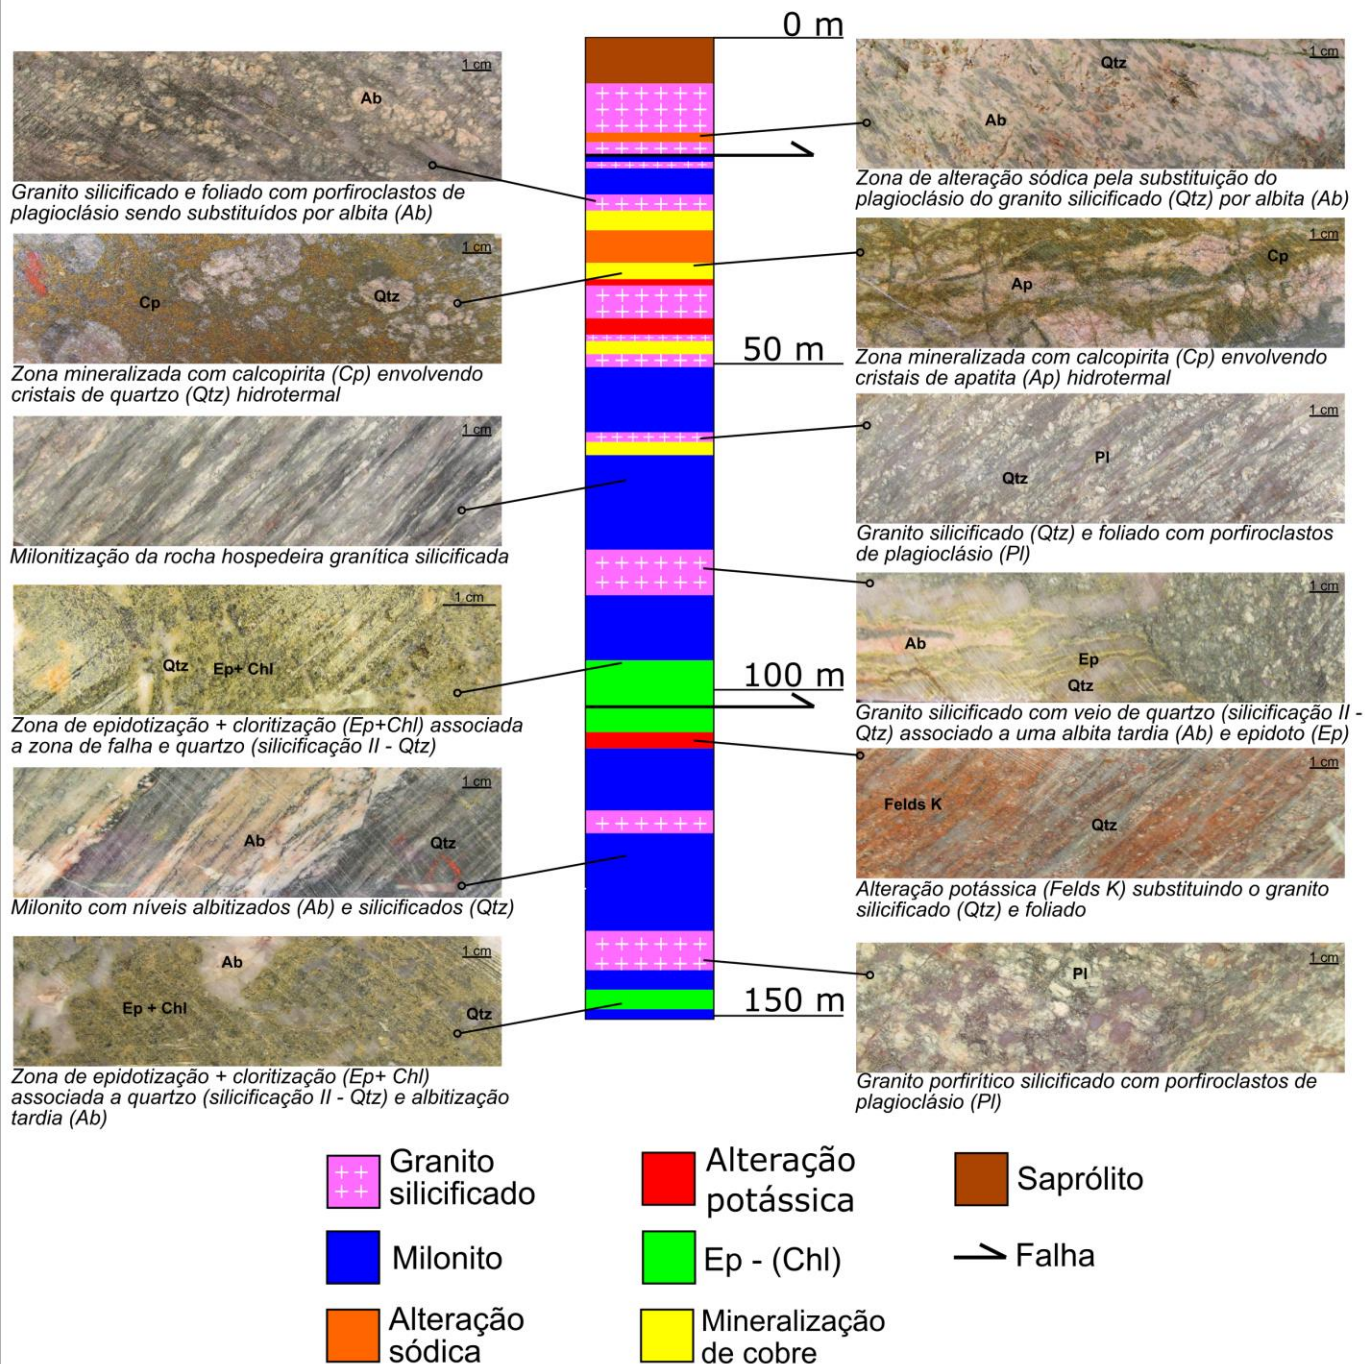 0 m
1 cm
Ab
Granito silicificado e foliado com porfiroclastos de
plagioclásio sendo substituídos por albita (Ab)
1 cm
Cp
Qtz
Zona mineralizada com calcopirita (Cp) envolvendo
cristais de quartzo (Qtz) hidrotermal
1 cm
Milonitização da rocha hospedeira granítica silicificada
1 cm
Qtz
Ep+ Chl
Zona de epidotização + cloritização (Ep+Chl) associada
a zona de falha e quartzo (silicificação II - Qtz)
1 cm
Ab
Qtz
Milonito com níveis albitizados (Ab) e silicificados (Qtz)
1 cm
Ab
Ep + Chl
Qtz
Zona de epidotização + cloritização (Ep+ Chl)
associada a quartzo (silicificação II - Qtz) e albitização
tardia (Ab)
50 m
100 m
150 m
1 cm
Qtz
Ab
Zona de alteração sódica pela substituição do
plagioclásio do granito silicificado (Qtz) por albita (Ab)
1 cm
Cp
Ap
Zona mineralizada com calcopirita (Cp) envolvendo
cristais de apatita (Ap) hidrotermal
1 cm
Pl
Qtz
Granito silicificado (Qtz) e foliado com porfiroclastos
de plagioclásio (Pl)
1 cm
Ab
Ep
Qtz
Granito silicificado com veio de quartzo (silicificação II -
Qtz) associado a uma albita tardia (Ab) e epidoto (Ep)
1 cm
Felds K
Qtz
Alteração potássica (Felds K) substituindo o granito
silicificado (Qtz) e foliado
1 cm
Pl
Granito porfirítico silicificado com porfiroclastos de
plagioclásio (Pl)
Granito
silicificado
Alteração
potássica
Saprólito
Milonito
Ep - (Chl)
Falha
Alteração
sódica
Mineralização
de cobre